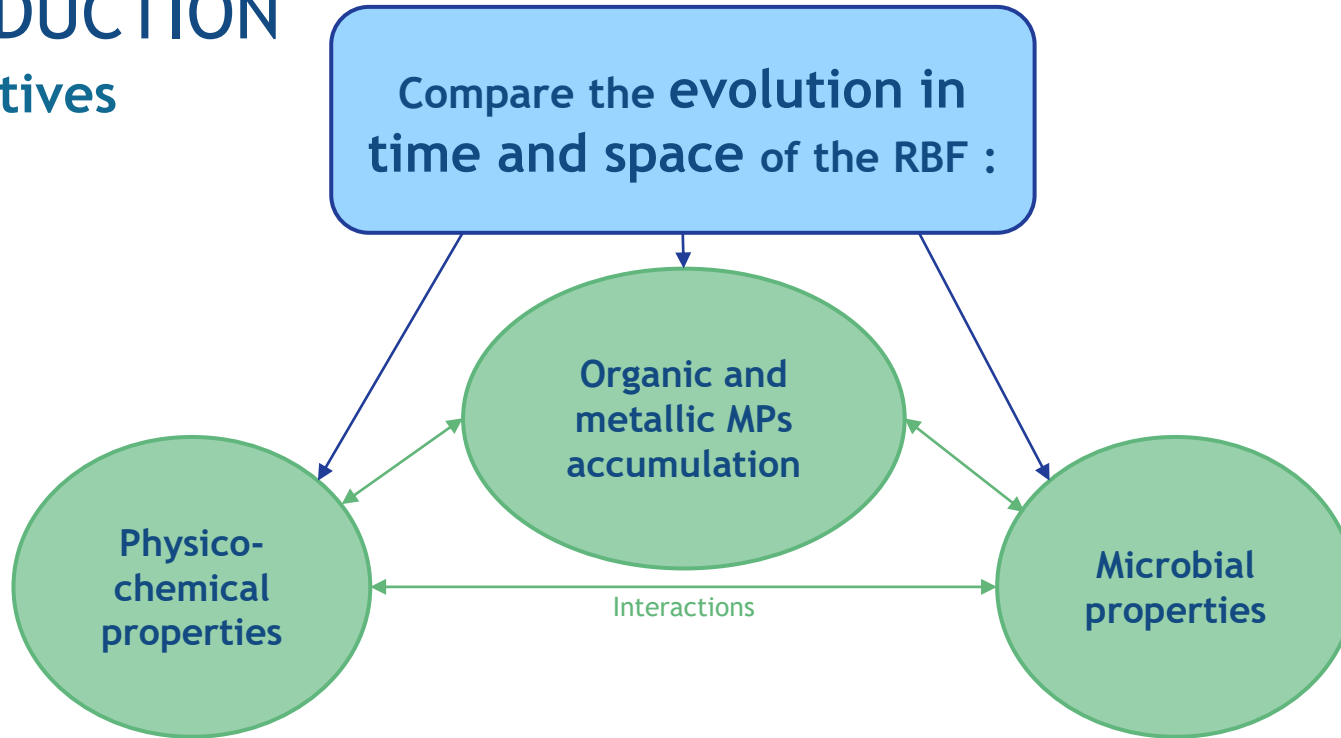 DUCTION
tives
Compare the evolution in
time and space of the RBF :
Organic and
metallic MPs
accumulation
Physico-
chemical
properties
Microbial
properties
Interactions